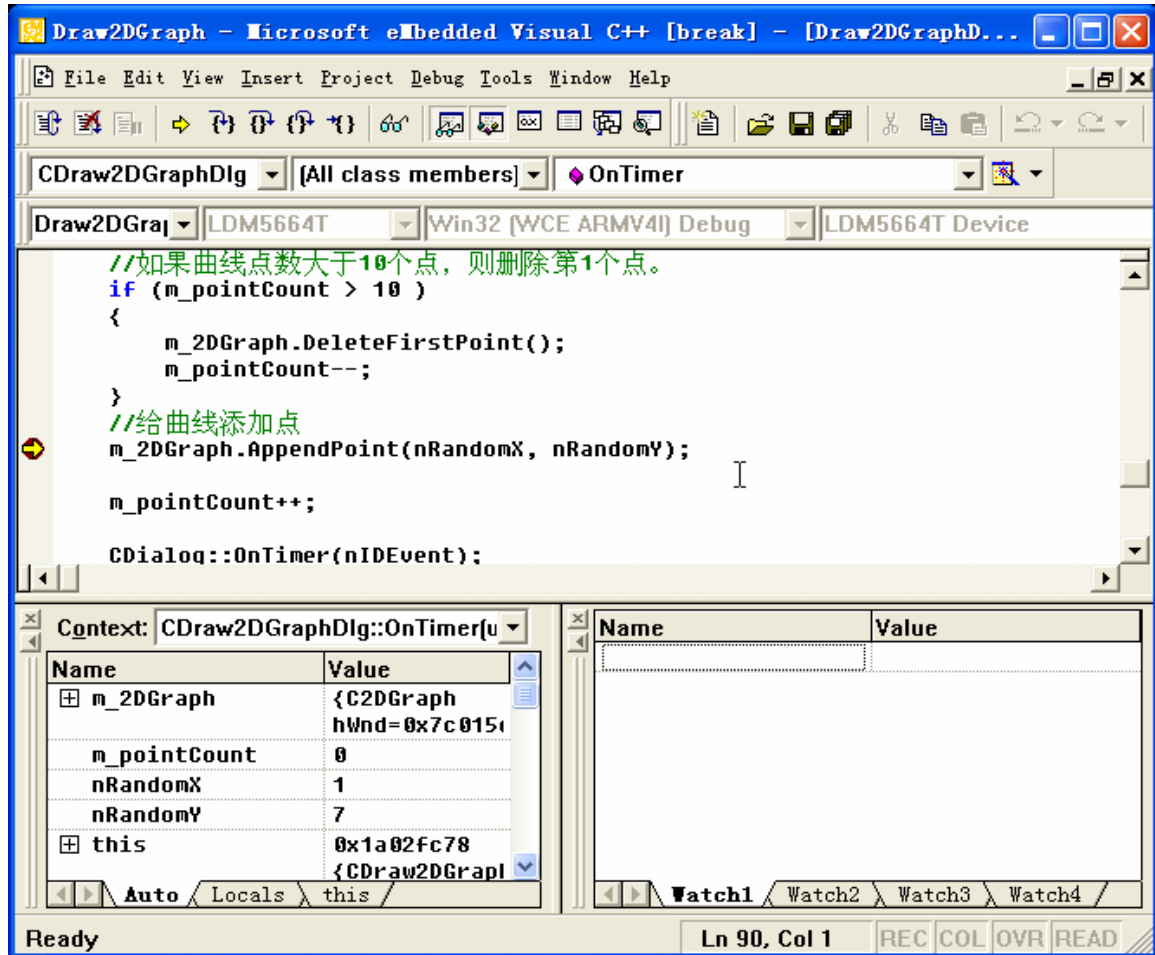 Draw2DGraph - Microsoft eMbedded Visual C++ [break] - [Draw2DGraphD...
File Edit View Insert Project Debug Tools Window Help
CDraw2DGraphDlg (All class members) OnTimer
Draw2DGra LDM5664T Win32 (WCE ARMV4I) Debug LDM5664T Device
//如果曲线点数大于10个点，则删除第1个点。
if (m_pointCount > 10 )
{
m_2DGraph.DeleteFirstPoint();
m_pointCount--;
}
//给曲线添加点
m_2DGraph.AppendPoint(nRandomX, nRandomY);
m_pointCount++;
CDialog::OnTimer(nIDEvent);
Context: CDraw2DGraphDlg::OnTimer(u
Name Value
m_2DGraph {C2DGraph
hWnd=0x7c015
m_pointCount 0
nRandomX 1
nRandomY 7
this 0x1a02fc78
{CDraw2DGrapl
Auto Locals this
Name Value
Watch1 Watch2 Watch3 Watch4
Ready Ln 90, Col 1 REC COL OVR READ